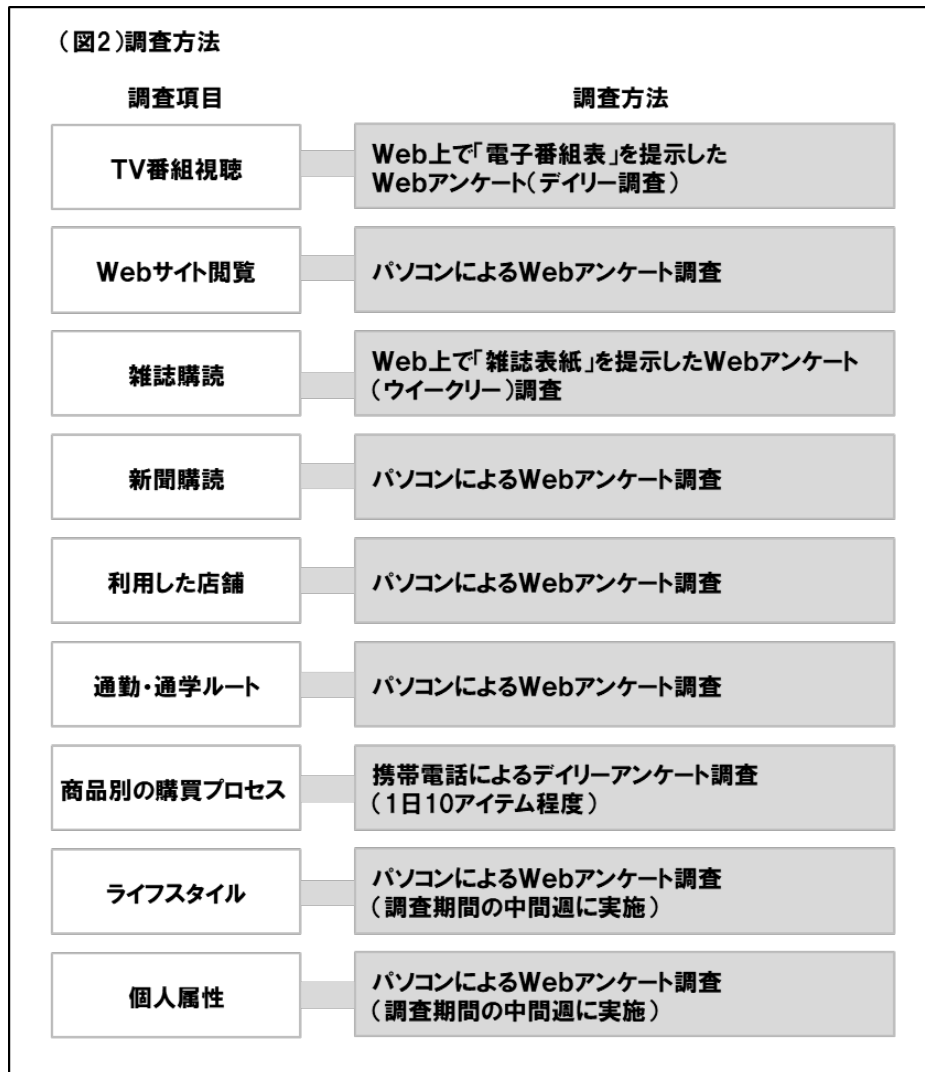 （図2）調査方法
調査項目
調査方法
TV番組視聴
Web上で「電子番組表」を提示した
Webアンケート（デイリー調査）
Webサイト閲覧
パソコンによるWebアンケート調査
雑誌購読
Web上で「雑誌表紙」を提示したWebアンケート
（ウイークリー）調査
新聞購読
パソコンによるWebアンケート調査
利用した店舗
パソコンによるWebアンケート調査
通勤・通学ルート
パソコンによるWebアンケート調査
商品別の購買プロセス
携帯電話によるデイリーアンケート調査
（1日10アイテム程度）
ライフスタイル
パソコンによるWebアンケート調査
（調査期間の中間週に実施）
個人属性
パソコンによるWebアンケート調査
（調査期間の中間週に実施）